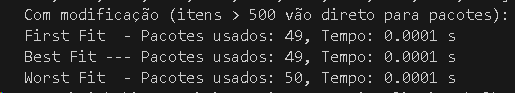 Com modificação (itens > 500 vão direto para pacotes):
First Fit  - Pacotes usados: 49, Tempo: 0.0001 s
Best Fit --- Pacotes usados: 49, Tempo: 0.0001 s
Worst Fit  - Pacotes usados: 50, Tempo: 0.0001 s